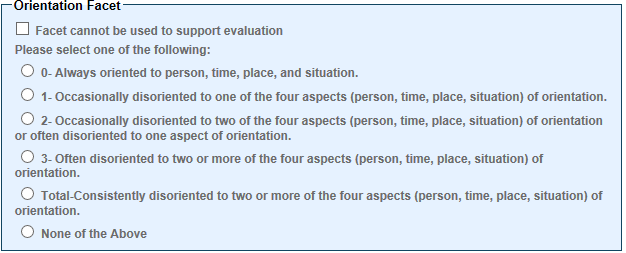 Orientation Facet
Facet cannot be used to support evaluation
Please select one of the following:
0- Always oriented to person, time, place, and situation.
1- Occasionally disoriented to one of the four aspects (person, time, place, situation) of orientation.
2- Occasionally disoriented to two of the four aspects (person, time, place, situation) of orientation
or often disoriented to one aspect of orientation.
3- Often disoriented to two or more of the four aspects (person, time, place, situation) of
orientation.
Total-Consistently disoriented to two or more of the four aspects (person, time, place, situation) of
orientation.
None of the Above